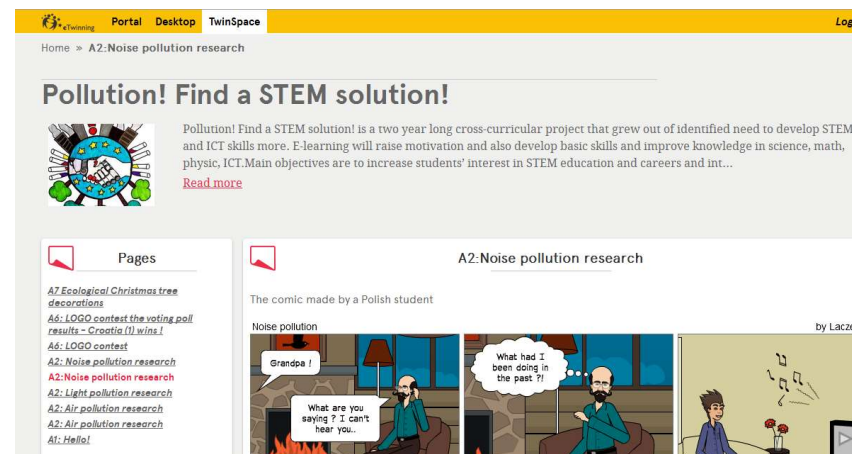 eTwinning Portal Desktop TwinSpace Log
Home » A2:Noise pollution research
Pollution! Find a STEM solution!
Pollution! Find a STEM solution! is a two year long cross-curricular project that grew out of identified need to develop STEM
and ICT skills more. E-learning will raise motivation and also develop basic skills and improve knowledge in science, math,
physic, ICT.Main objectives are to increase students' interest in STEM education and careers and int...
Read more
Pages
A7 Ecological Christmas tree
decorations
A6: LOGO contest the voting poll
results - Croatia (1) wins !
A6: LOGO contest
A2: Noise pollution research
A2:Noise pollution research
A2: Light pollution research
A2: Air pollution research
A2: Air pollution research
A1: Hello!
A2:Noise pollution research
The comic made by a Polish student
Noise pollution
by Lacze
Grandpa !
What are you
saying ? I can't
hear you..
What had I
been doing in
the past ?!